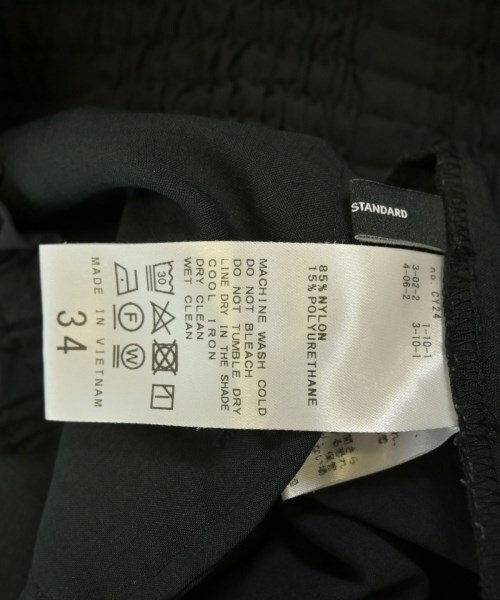 STANDARD
no. CY24
1-10-1
3-02-2
3-10-1
4-06-2
85% NYLON
15% POLYURETHANE
MACHINE WASH COLD
DO NOT BLEACH
DO NOT TUMBLE DRY
LINE DRY IN THE SHADE
COOL IRON
DRY CLEAN
WET CLEAN
30
F
W
MADE IN VIETNAM
34